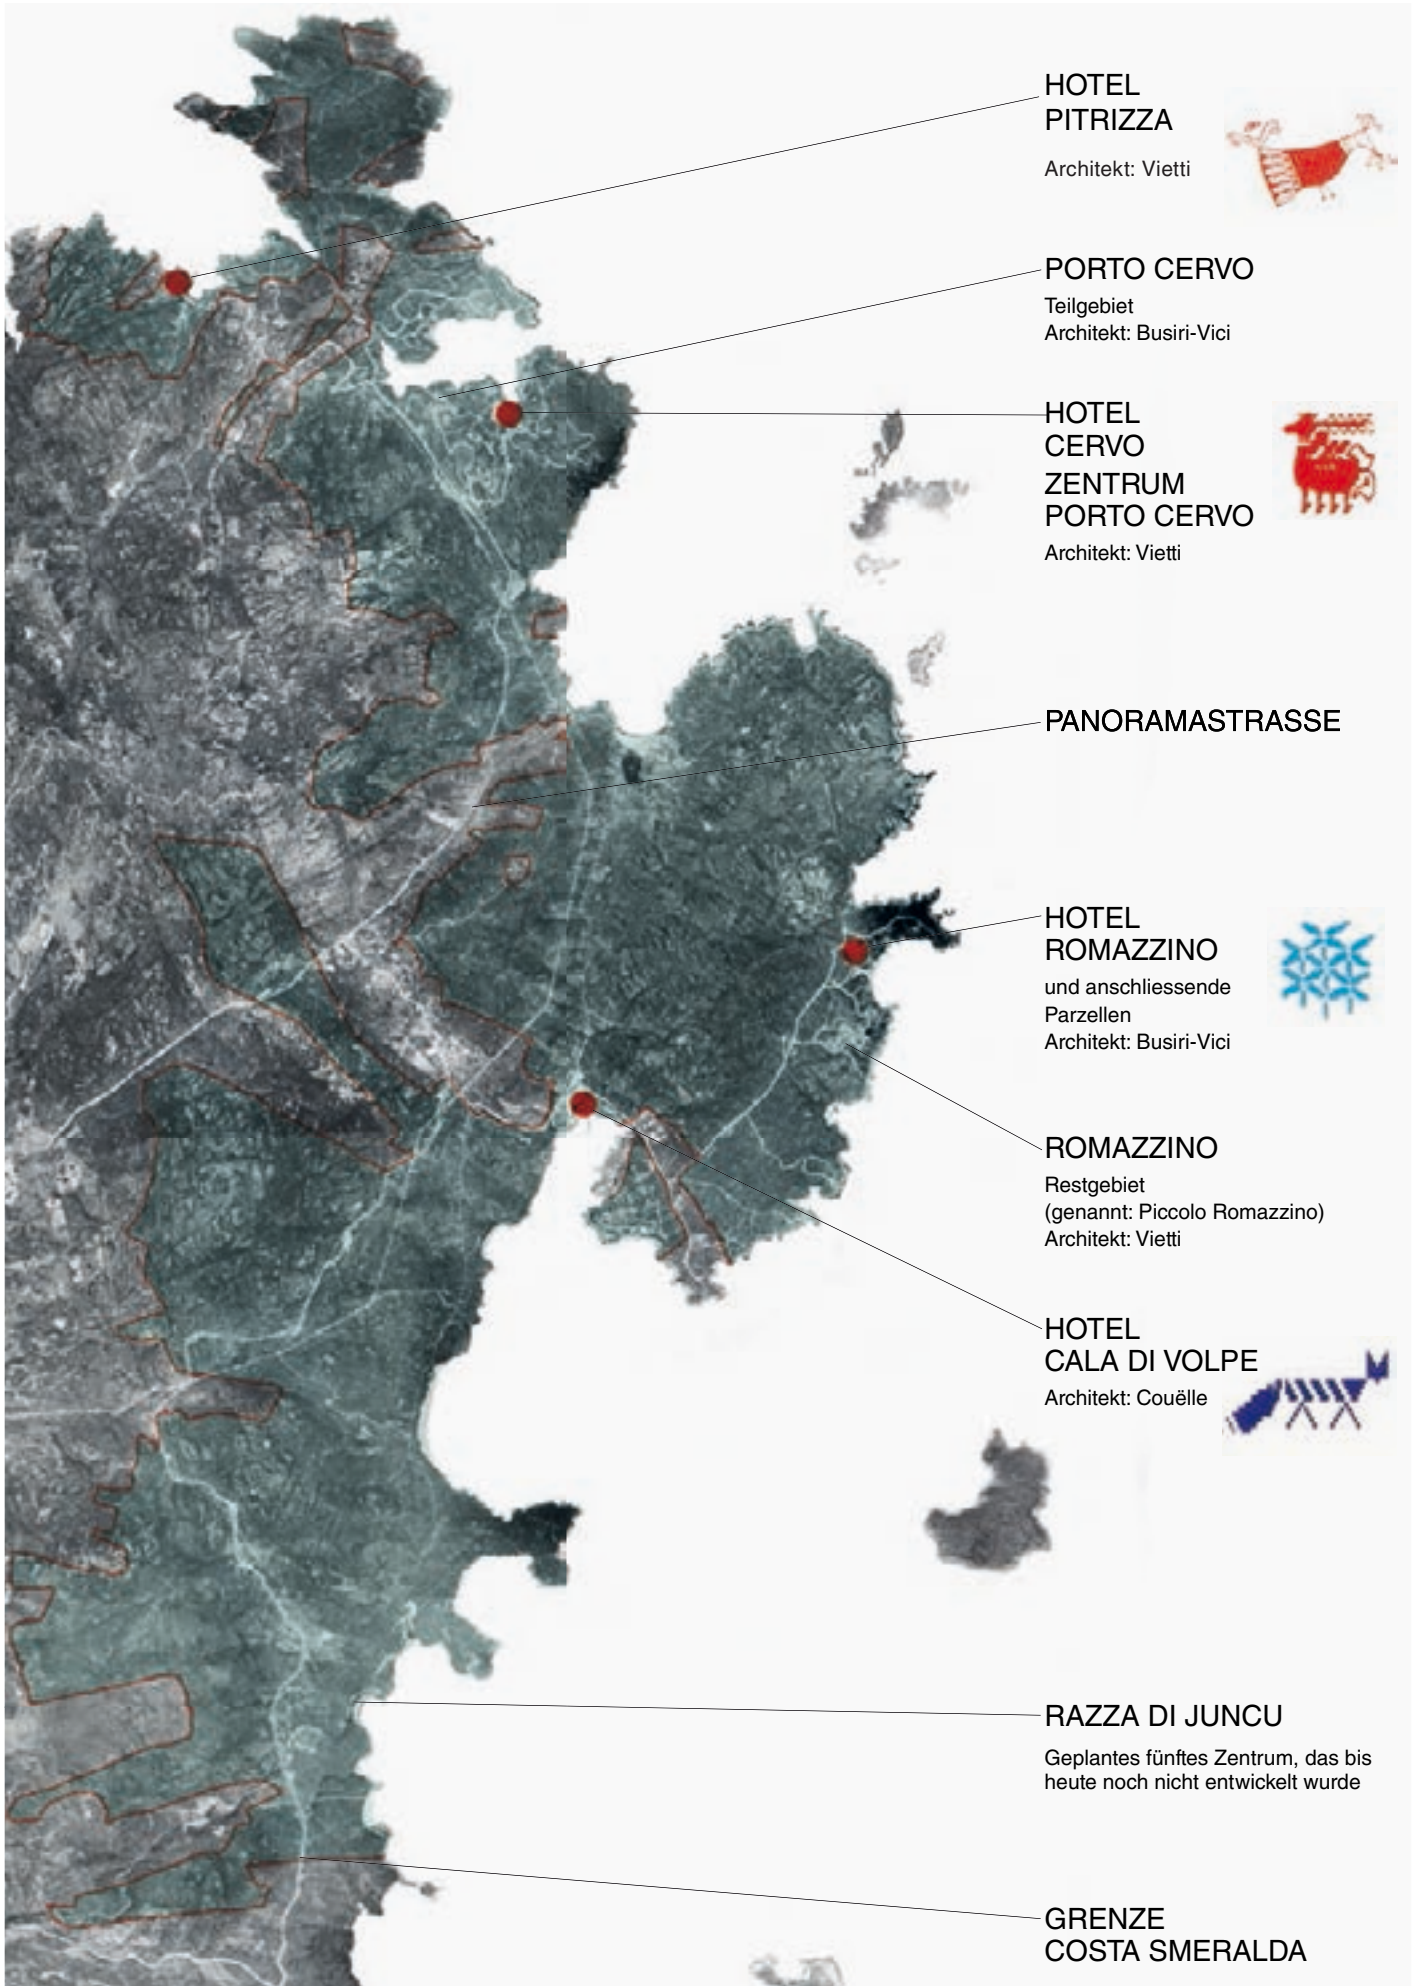 HOTEL
PITRIZZA
Architekt: Vietti
PORTO CERVO
Teilgebiet
Architekt: Busiri-Vici
HOTEL
CERVO
ZENTRUM
PORTO CERVO
Architekt: Vietti
PANORAMASTRASSE
HOTEL
ROMAZZINO
und anschliessende
Parzellen
Architekt: Busiri-Vici
ROMAZZINO
Restgebiet
(genannt: Piccolo Romazzino)
Architekt: Vietti
HOTEL
CALA DI VOLPE
Architekt: Couëlle
RAZZA DI JUNCU
Geplantes fünftes Zentrum, das bis
heute noch nicht entwickelt wurde
GRENZE
COSTA SMERALDA